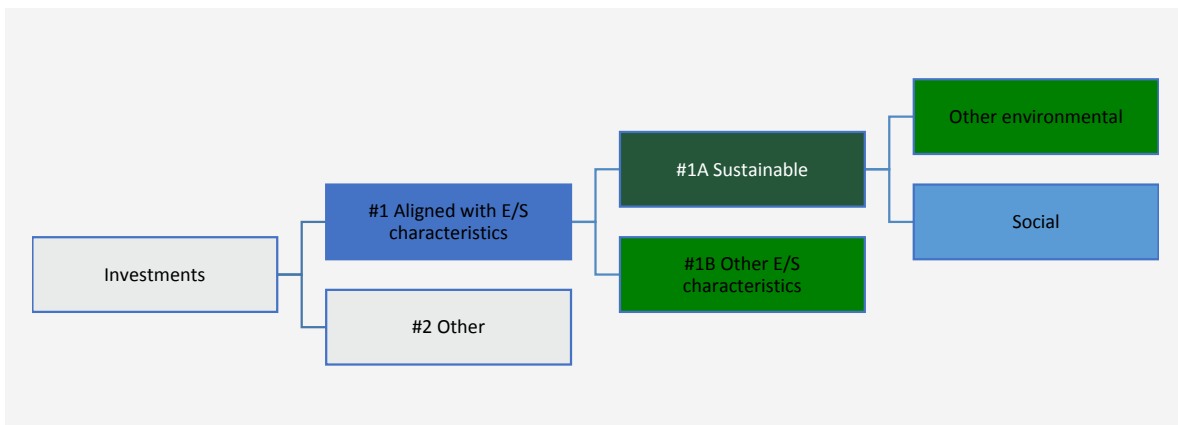 Investments
#1 Aligned with E/S
characteristics
#2 Other
#1A Sustainable
#1B Other E/S
characteristics
Other environmental
Social